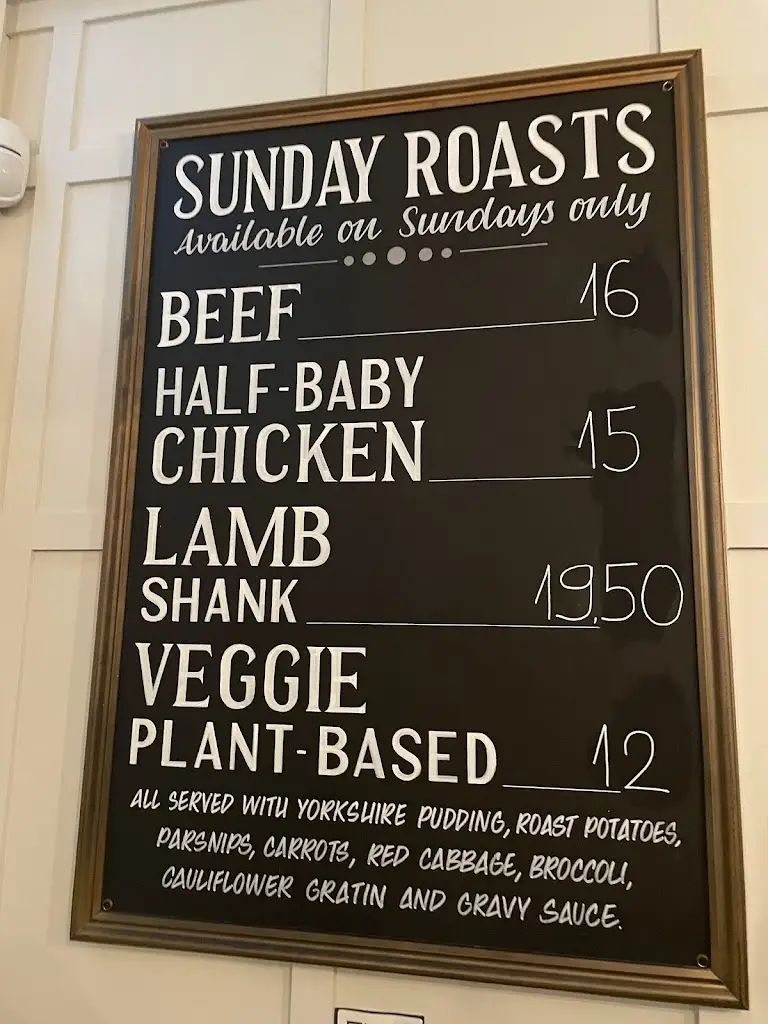 SUNDAY ROASTS
Available on Sundays only
BEEF 16
HALF-BABY
CHICKEN 15
LAMB
SHANK 19.50
VEGGIE
PLANT-BASED 12
ALL SERVED WITH YORKSHIRE PUDDING, ROAST POTATOES,
PARSNIPS, CARROTS, RED CABBAGE, BROCCOLI,
CAULIFLOWER GRATIN AND GRAVY SAUCE.